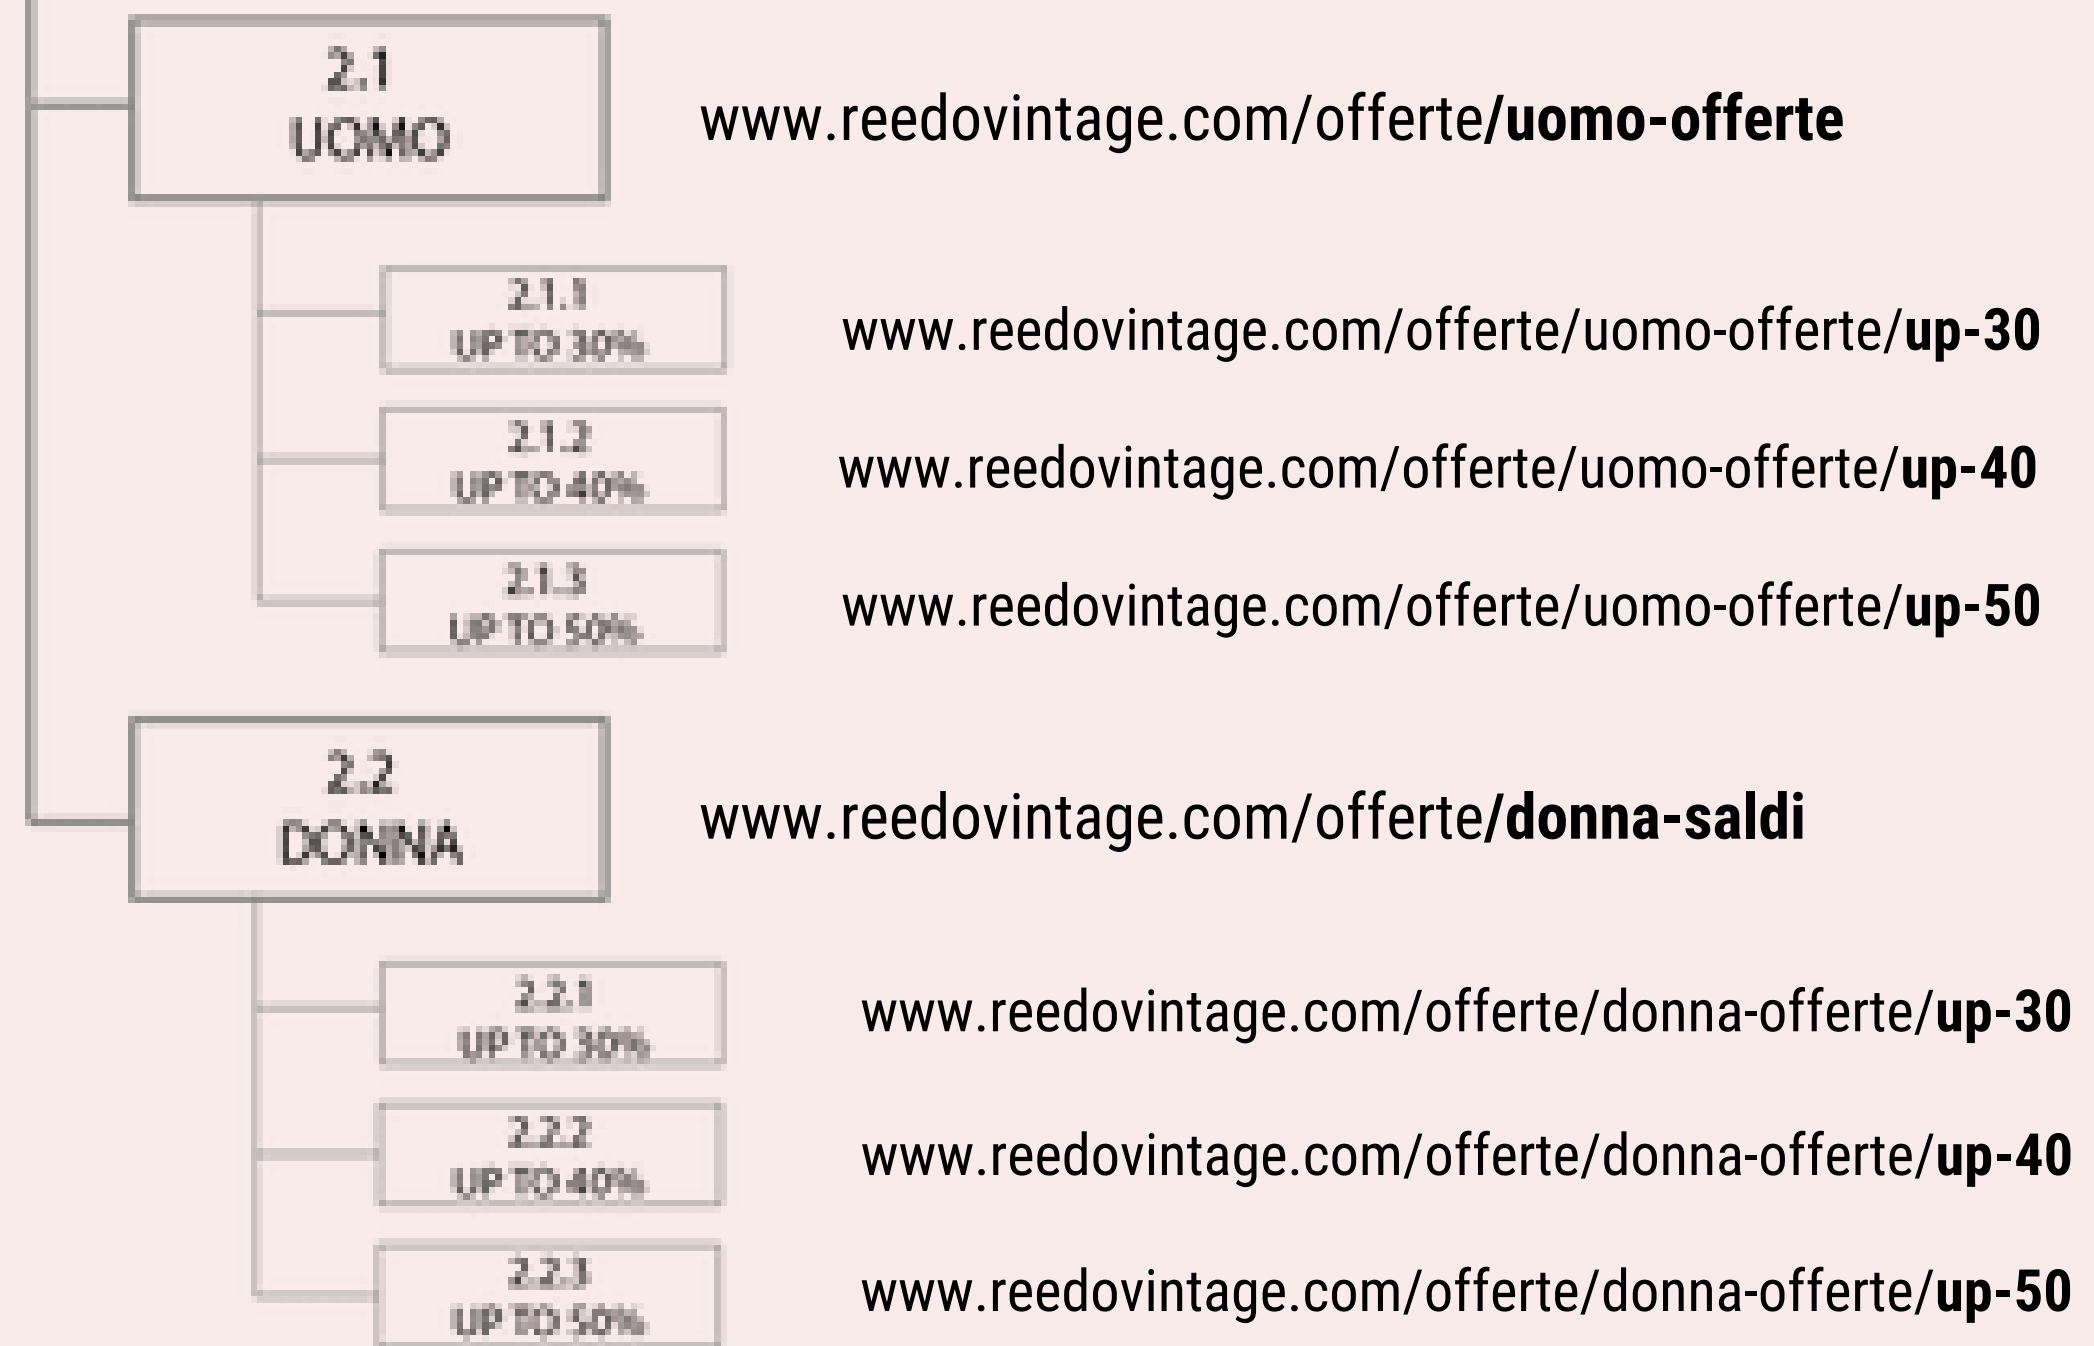 2.1
UOMO
www.reedovintage.com/offerte/uomo-offerte
2.1.1
UP TO 30%
www.reedovintage.com/offerte/uomo-offerte/up-30
2.1.2
UP TO 40%
www.reedovintage.com/offerte/uomo-offerte/up-40
2.1.3
UP TO 50%
www.reedovintage.com/offerte/uomo-offerte/up-50
2.2
DONNA
www.reedovintage.com/offerte/donna-saldi
2.2.1
UP TO 30%
www.reedovintage.com/offerte/donna-offerte/up-30
2.2.2
UP TO 40%
www.reedovintage.com/offerte/donna-offerte/up-40
2.2.3
UP TO 50%
www.reedovintage.com/offerte/donna-offerte/up-50